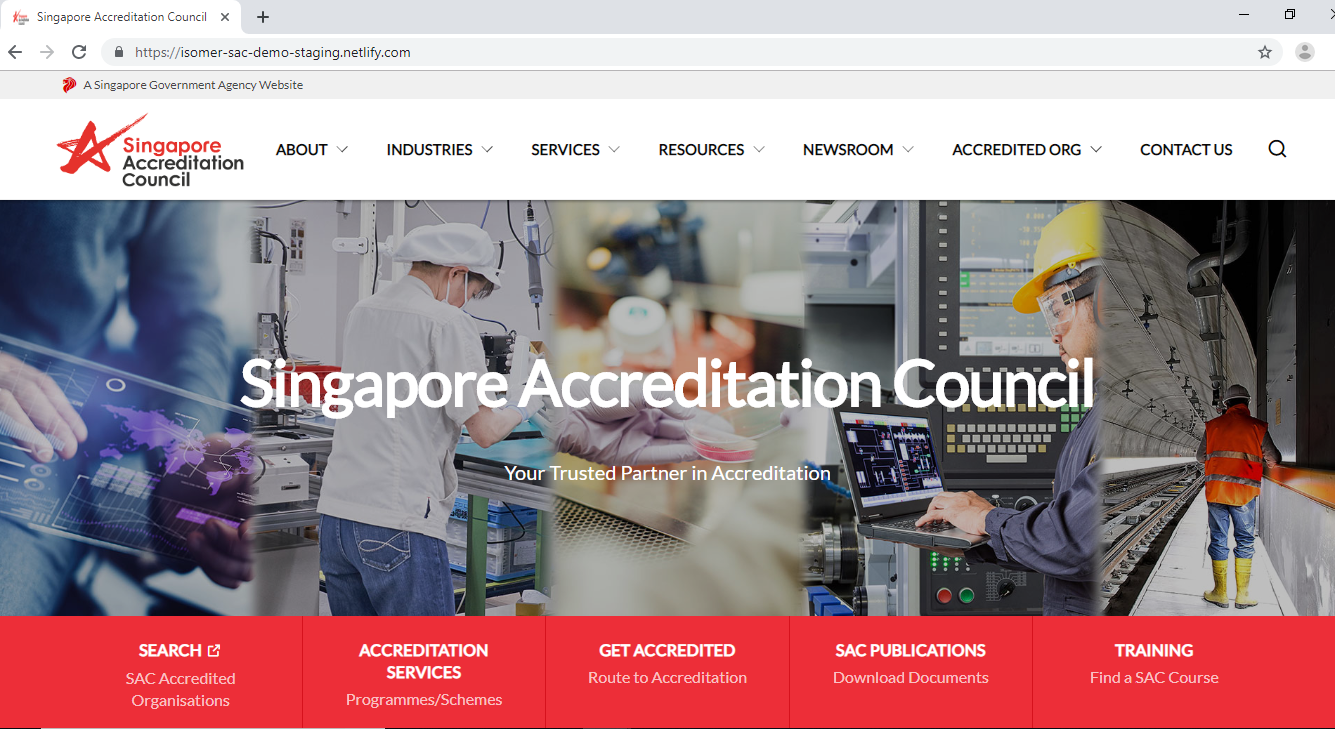 Singapore Accreditation Council
https://isomer-sac-demo-staging.netlify.com
A Singapore Government Agency Website
Singapore
Accreditation
Council
ABOUT INDUSTRIES SERVICES RESOURCES NEWSROOM ACCREDITED ORG CONTACT US
Singapore Accreditation Council
Your Trusted Partner in Accreditation
SEARCH
SAC Accredited
Organisations
ACCREDITATION
SERVICES
Programmes/Schemes
GET ACCREDITED
Route to Accreditation
SAC PUBLICATIONS
Download Documents
TRAINING
Find a SAC Course